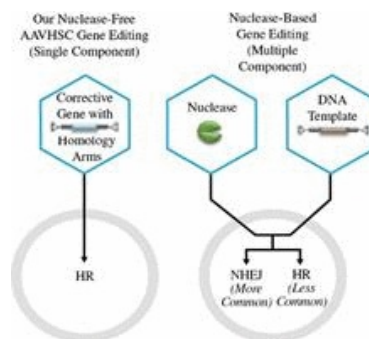 Our Nuclease-Free
AAVHSC Gene Editing
(Single Component)
Nuclease-Based
Gene Editing
(Multiple
Component)
Corrective
Gene with
Homology
Arms
Nuclease
DNA
Template
HR
NHEJ
(More
Common)
HR
(Less
Common)